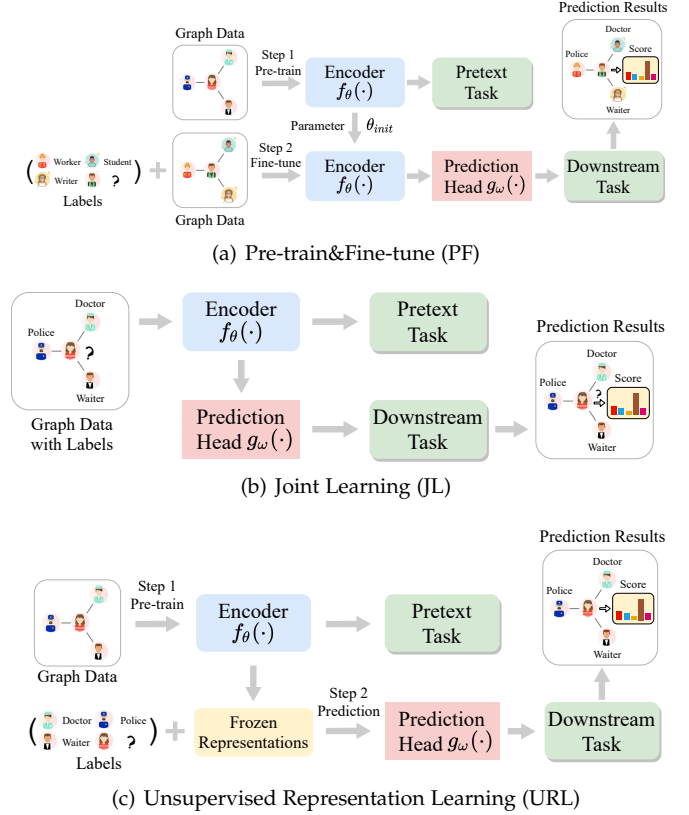 Prediction Results
Doctor
Police
Score
Waiter
Graph Data
Step 1
Pre-train
Encoder
fθ(·)
Pretext
Task
Parameter
θinit
( Worker Student
Writer ? )
Labels
+
Graph Data
Step 2
Fine-tune
Encoder
fθ(·)
Prediction
Head gω(·)
Downstream
Task
(a) Pre-train&Fine-tune (PF)
Doctor
Police
?
Waiter
Graph Data
with Labels
Encoder
fθ(·)
Pretext
Task
Prediction
Head gω(·)
Downstream
Task
Prediction Results
Doctor
Police
?
Score
Waiter
(b) Joint Learning (JL)
Prediction Results
Doctor
Police
Score
Waiter
Graph Data
Step 1
Pre-train
Encoder
fθ(·)
Pretext
Task
( Doctor Police
Waiter ? )
Labels
+
Frozen
Representations
Step 2
Prediction
Prediction
Head gω(·)
Downstream
Task
(c) Unsupervised Representation Learning (URL)